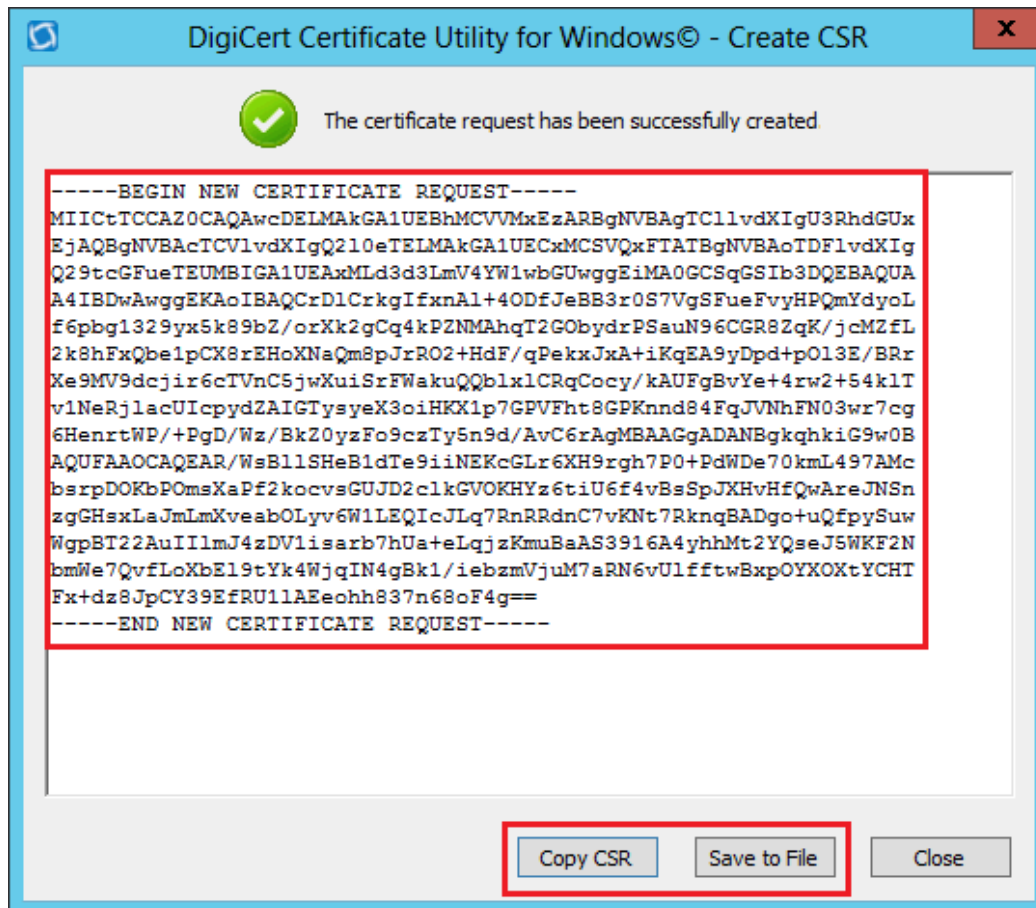 DigiCert Certificate Utility for Windows© - Create CSR
X
The certificate request has been successfully created.
-----BEGIN NEW CERTIFICATE REQUEST-----
MIICtTCCAZ0CAQAwcDELMAkGA1UEBhMCVVMxEzARBgNVBAgTCllvdXIgU3RhdGUx
EjAQBgNVBAcTCVlvdXIgQ2l0eTELMAkGA1UECxMCSVQxFTATBgNVBAoTDFlvdXIg
Q29tcGFueTEUMBIGA1UEAxMLd3d3LmV4YW1wbGUwggEiMA0GCSqGSIb3DQEBAQUA
A4IBDwAwggEKAoIBAQCrDlCrkgIfxnAl+4ODfJeBB3r0S7VgSFueFvyHPQmYdyoL
f6pbg1329yx5k89bZ/orXk2gCq4kPZNMAhqT2GObydrPSauN96CGR8ZqK/jcMZfL
2k8hFxQbe1pCX8rEHoXNaQm8pJrRO2+HdF/qPekxJxA+iKqEA9yDpd+pOl3E/BRr
Xe9MV9dcjir6cTVnC5jwXuiSrFWakuQQblxlCRqCocy/kAUFgBvYe+4rw2+54klT
v1NeRjlacUIcpydZAIGTysyeX3oiHKX1p7GPVFht8GPKnnd84FqJVNhFN03wr7cg
6HenrtWP/+PgD/Wz/BkZ0yzFo9czTy5n9d/AvC6rAgMBAAGgADANBgkqhkiG9w0B
AQUFAAOCAQEAR/WsBllSHeB1dTe9iiNEKcGLr6XH9rgh7P0+PdWDe70kmL497AMc
bsrpDOKbPOmsXaPf2kocvsGUJD2clkGVOKHYz6tiU6f4vBsSpJXHvHfQwAreJNSn
zgGHsxLaJmLmXveabOLyv6W1LEQIcJLq7RnRRdnC7vKNt7RknqBADgo+uQfpySuw
WgpBT22AuIIlmJ4zDV1isarb7hUa+eLqjzKmuBaAS3916A4yhhMt2YQseJ5WKF2N
bmWe7QvfLoXbEl9tYk4WjqIN4gBk1/iebzmVjuM7aRN6vUlfftwBxpOYXOXtYCHT
Fx+dz8JpCY39EfRU1lAEeohh837n68oF4g==
-----END NEW CERTIFICATE REQUEST-----
Copy CSR
Save to File
Close